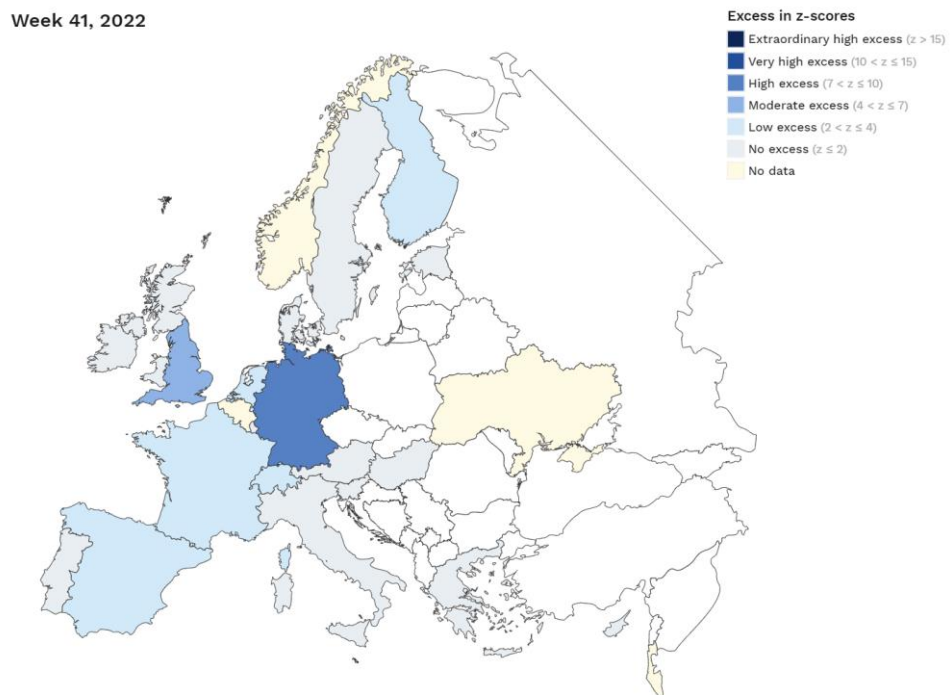 Week 41, 2022
Excess in z-scores
Extraordinary high excess (z > 15)
Very high excess (10 < z ≤ 15)
High excess (7 < z ≤ 10)
Moderate excess (4 < z ≤ 7)
Low excess (2 < z ≤ 4)
No excess (z ≤ 2)
No data